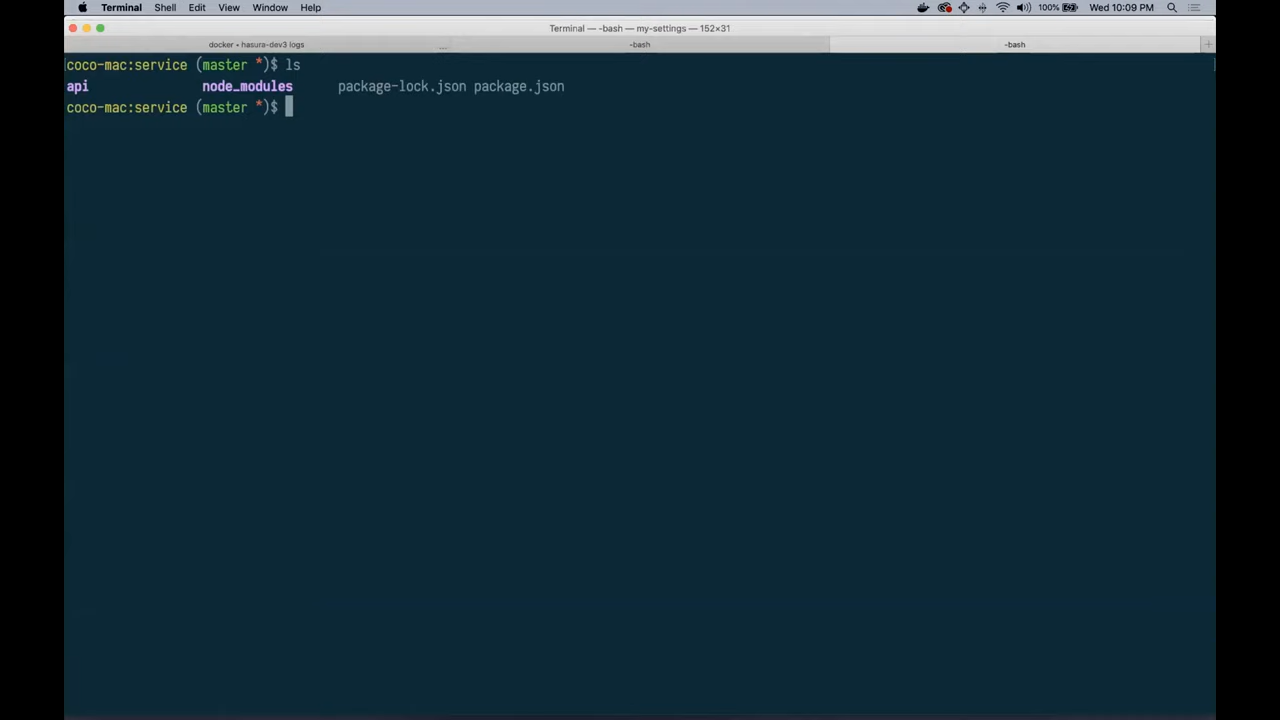 Terminal Shell Edit View Window Help 100% Wed 10:09 PM
Terminal — -bash — my-settings — 152×31
docker • hasura-dev3 logs ... -bash -bash +
coco-mac:service (master *)$ ls
api node_modules package-lock.json package.json
coco-mac:service (master *)$